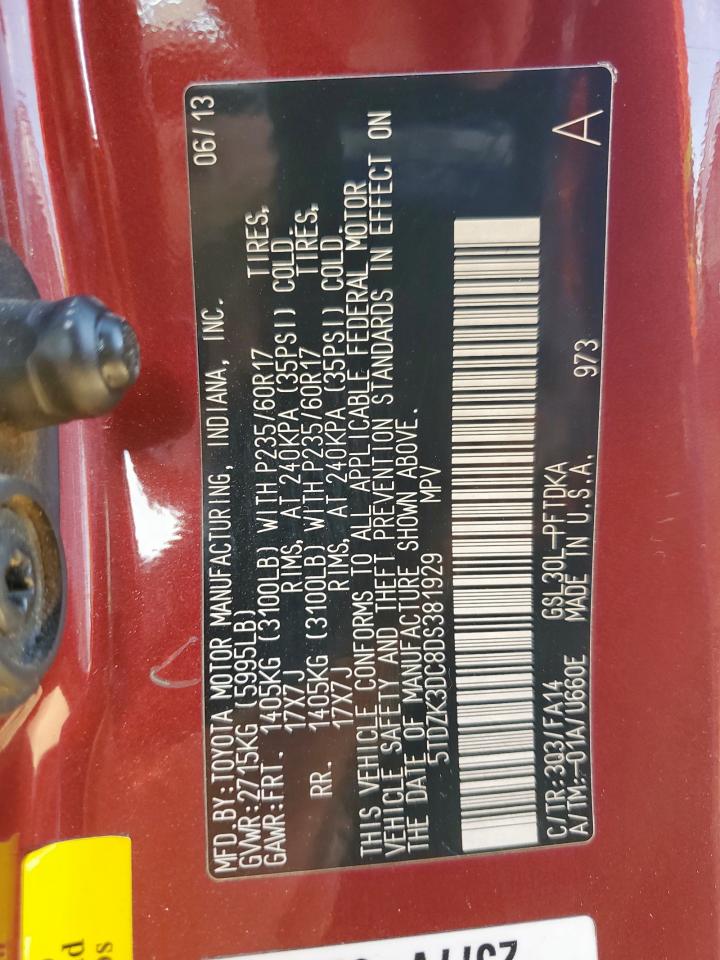 MFD.BY:TOYOTA MOTOR MANUFACTURING, INDIANA, INC. 06/13
GVWR:2715KG (5995LB)
GAWR:FRT. 1405KG (3100LB) WITH P235/60R17 TIRES,
17X7J RIMS, AT 240KPA (35PSI) COLD.
RR. 1405KG (3100LB) WITH P235/60R17 TIRES,
17X7J RIMS, AT 240KPA (35PSI) COLD.
THIS VEHICLE CONFORMS TO ALL APPLICABLE FEDERAL MOTOR
VEHICLE SAFETY AND THEFT PREVENTION STANDARDS IN EFFECT ON
THE DATE OF MANUFACTURE SHOWN ABOVE.
5TDZK3DC8DS381929 MPV
C/TR:3Q3/FA14 GSL30L-PFTDKA A
A/TM:-01A/U660E MADE IN U.S.A. 973